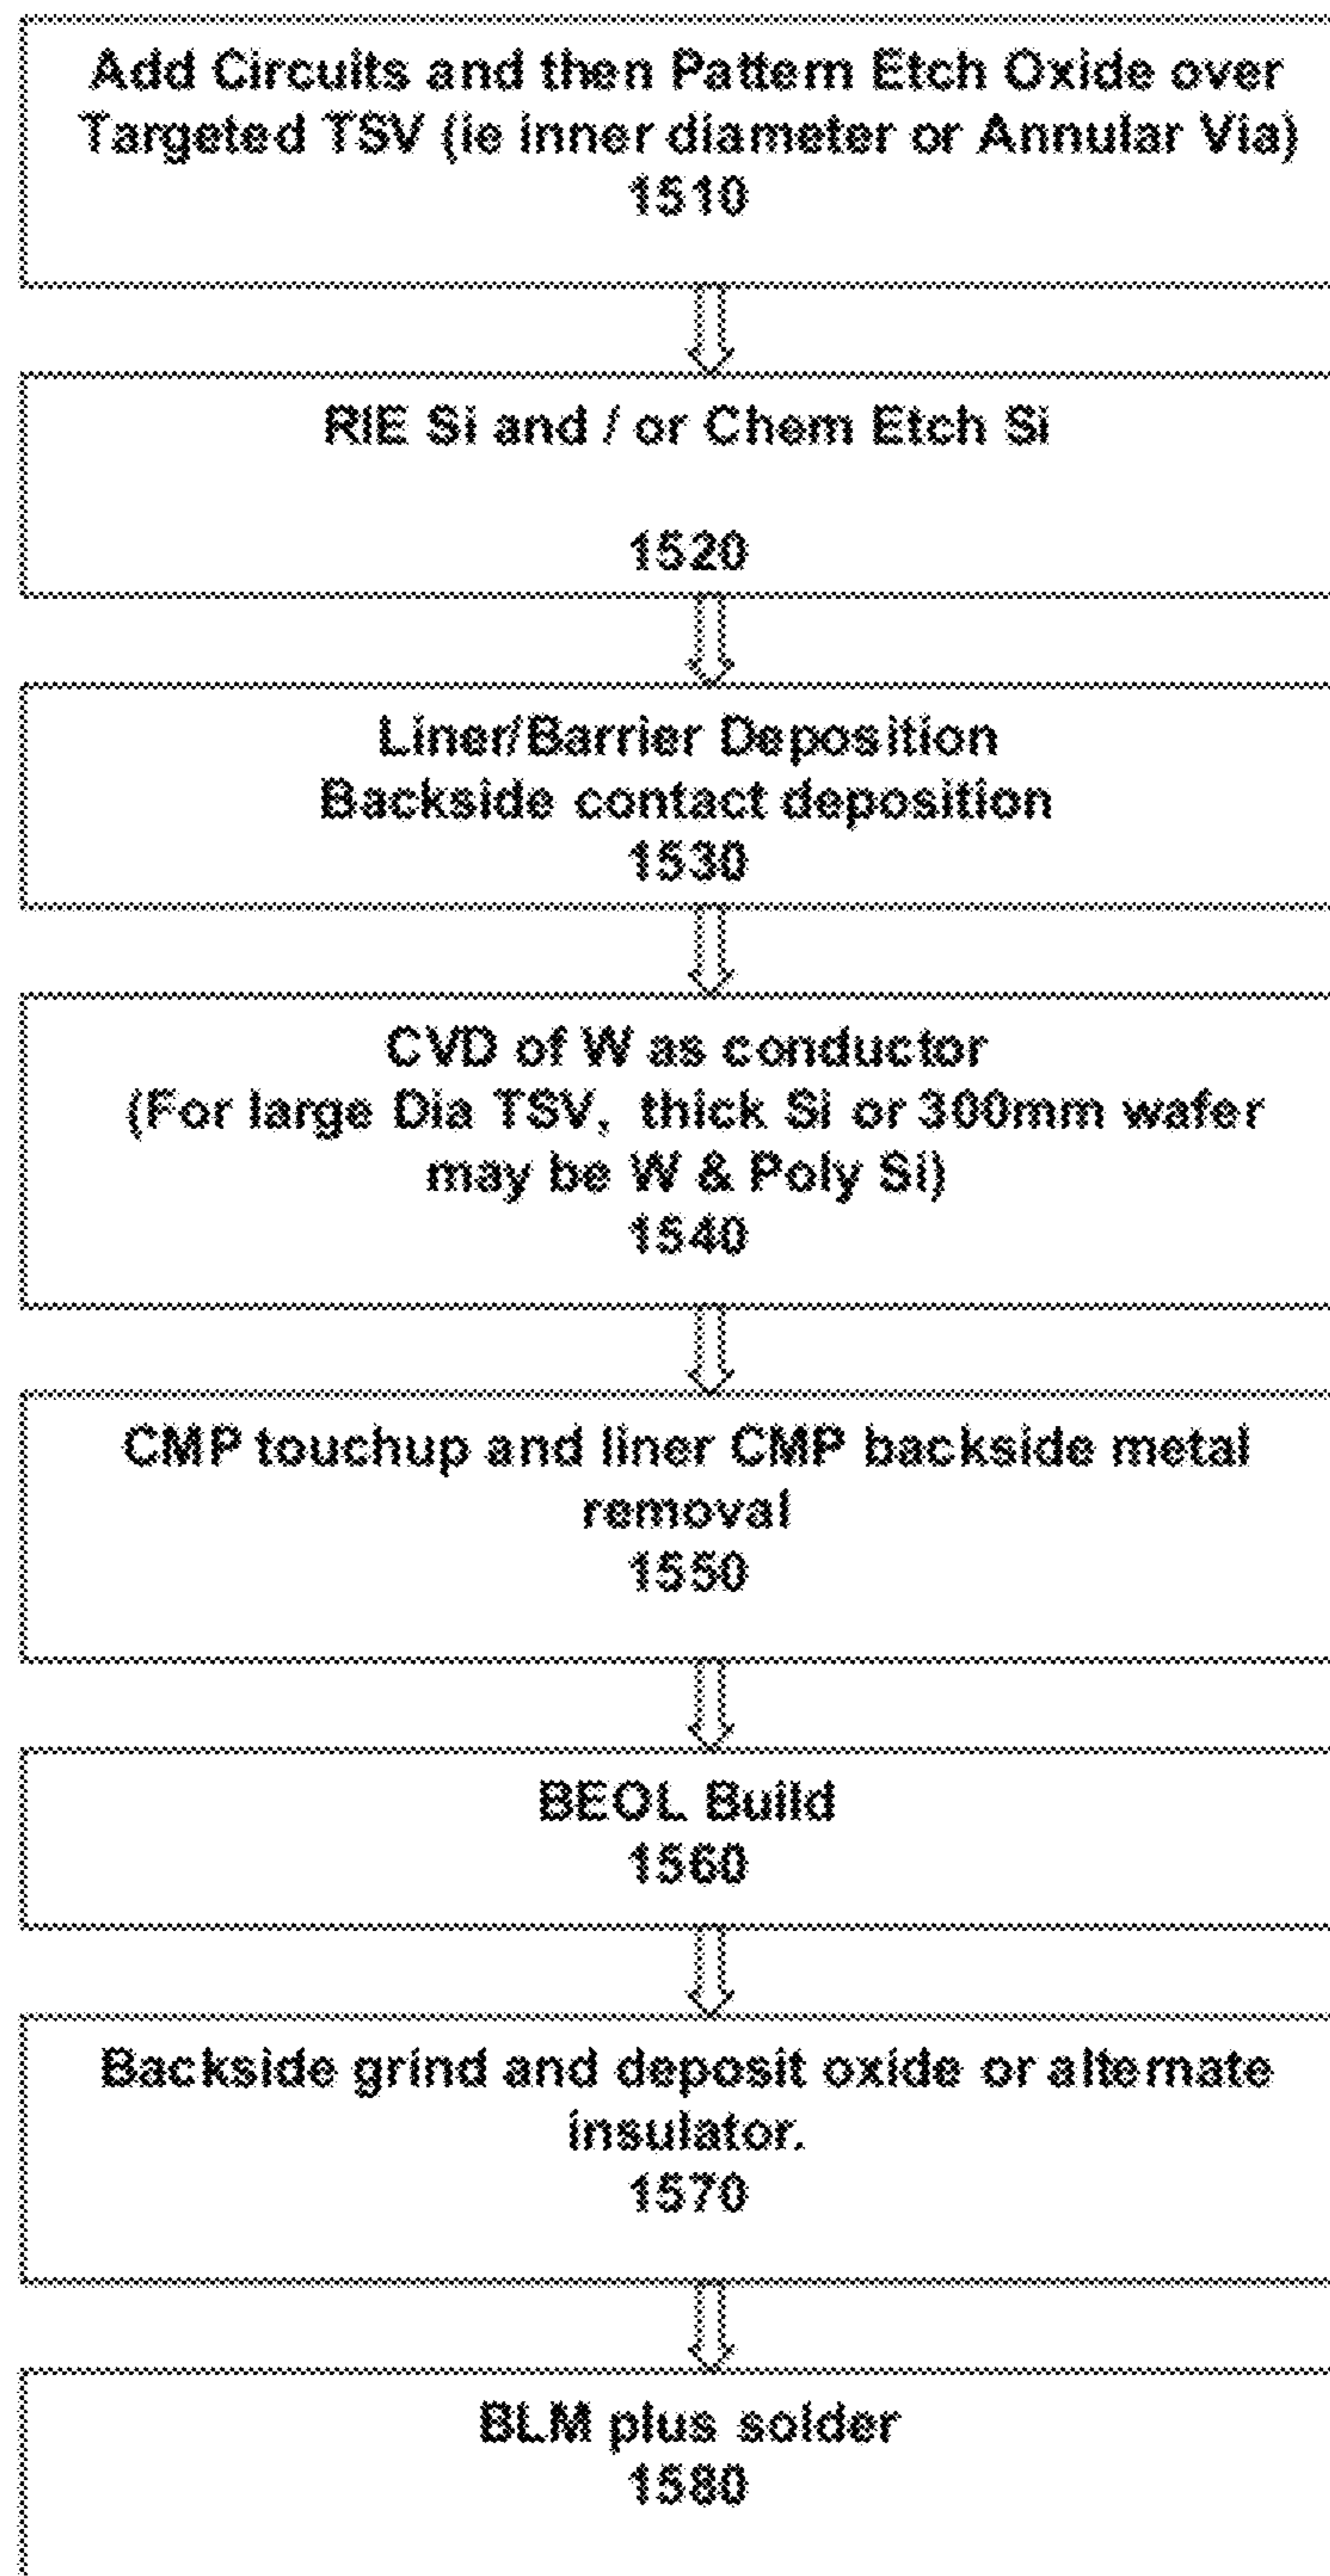 Add Circuits and then Pattern Etch Oxide over
Targeted TSV (ie inner diameter or Annular Via)
1510
RIE Si and / or Chem Etch Si
1520
Liner/Barrier Deposition
Backside contact deposition
1530
CVD of W as conductor
(For large Dia TSV, thick Si or 300mm wafer
may be W & Poly Si)
1540
CMP touchup and liner CMP backside metal
removal
1550
BEOL Build
1560
Backside grind and deposit oxide or alternate
insulator.
1570
BLM plus solder
1580